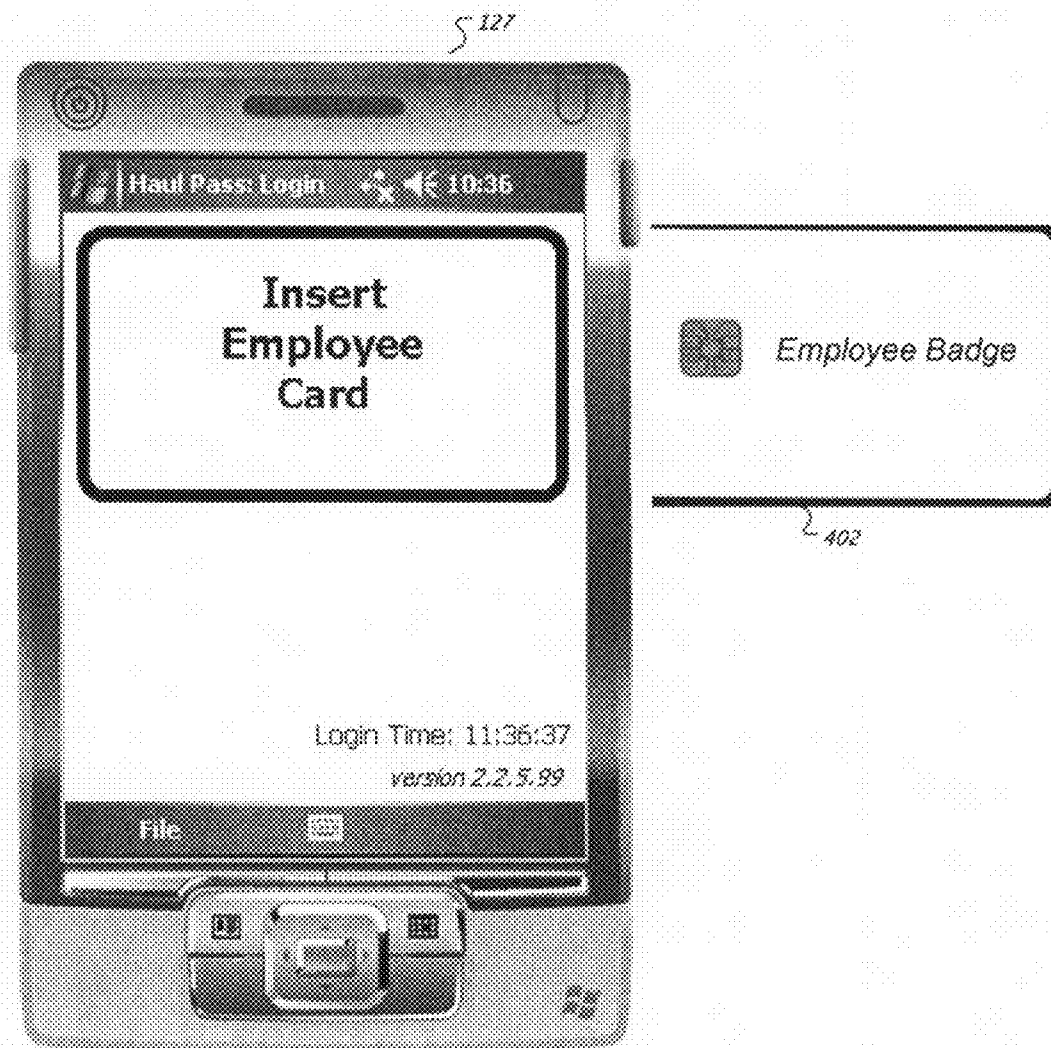 127
Haul Pass: Login 10:36
Insert
Employee
Card
Employee Badge
402
Login Time: 11:36:37
version 2.2.5.99
File